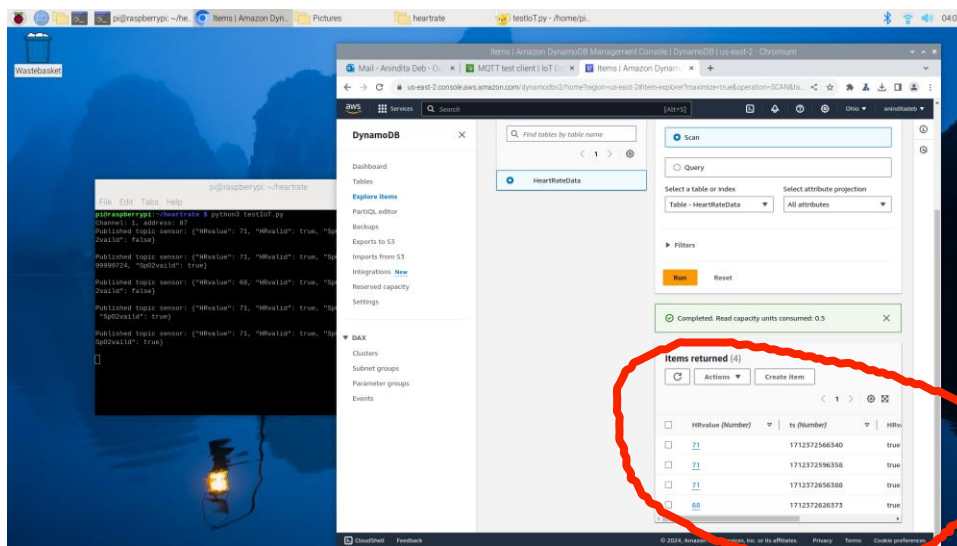 pi@raspberrypi: ~/he..
Items | Amazon Dyn..
Pictures
heartrate
testIoT.py - /home/pi..
04:0
Wastebasket
pi@raspberrypi: ~/heartrate
File Edit Tabs Help
pi@raspberrypi:~/heartrate $ python3 testIoT.py
Channel: 1, address: 87
Published topic sensor: {"HRvalue": 71, "HRvalid": true, "Sp
2vaild": false}
Published topic sensor: {"HRvalue": 71, "HRvalid": true, "Sp
99999724, "SpO2vaild": true}
Published topic sensor: {"HRvalue": 68, "HRvalid": true, "Sp
2vaild": false}
Published topic sensor: {"HRvalue": 71, "HRvalid": true, "Sp
"SpO2vaild": true}
Published topic sensor: {"HRvalue": 71, "HRvalid": true, "Sp
SpO2vaild": true}
Items | Amazon DynamoDB Management Console | DynamoDB | us-east-2 - Chromium
Mail - Anindita Deb - Ou
MQTT test client | IoT Co
Items | Amazon Dynam
us-east-2.console.aws.amazon.com/dynamodbv2/home?region=us-east-2#item-explorer?maximize=true&operation=SCAN&ta..
aws
Services
Search
[Alt+S]
Ohio
aninditadeb
DynamoDB
Dashboard
Tables
Explore items
PartiQL editor
Backups
Exports to S3
Imports from S3
Integrations New
Reserved capacity
Settings
DAX
Clusters
Subnet groups
Parameter groups
Events
Find tables by table name
1
HeartRateData
Scan
Query
Select a table or index
Select attribute projection
Table - HeartRateData
All attributes
Filters
Run
Reset
Completed. Read capacity units consumed: 0.5
Items returned (4)
Actions
Create item
1
HRvalue (Number)
ts (Number)
HRv
71 1712372566340 true
71 1712372596358 true
71 1712372656388 true
68 1712372626373 true
CloudShell
Feedback
© 2024, Amazon
Services, Inc. or its affiliates.
Privacy
Terms
Cookie preferences